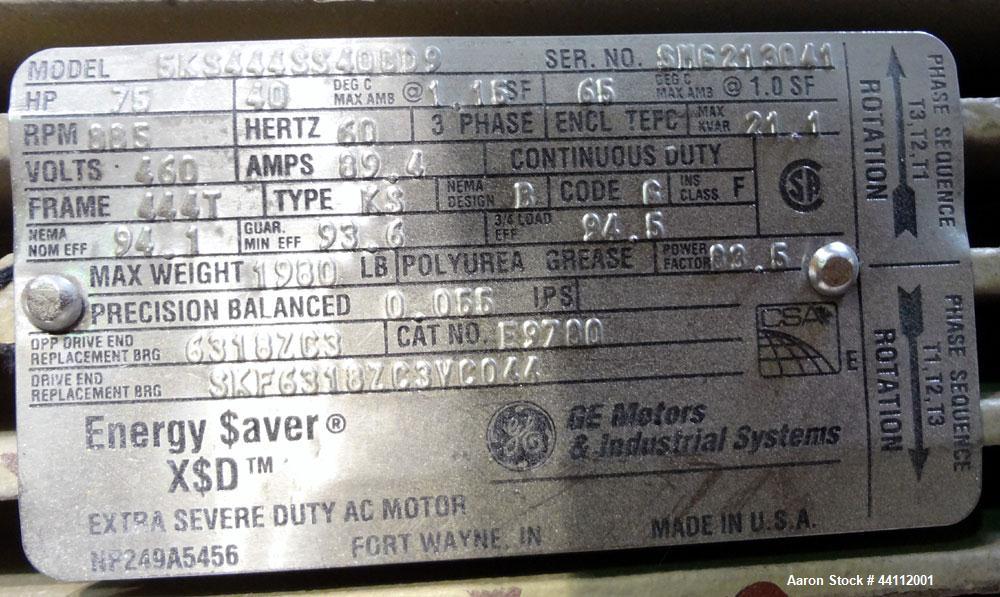 MODEL 5KS444SS408D9 SER. NO. SM6213041
HP 75 40 DEG C MAX AMB @ 1.15 SF 65 DEG C MAX AMB @ 1.0 SF
RPM 885 HERTZ 60 3 PHASE ENCL TEFC MAX KVAR 21.1
VOLTS 460 AMPS 89.4 CONTINUOUS DUTY
FRAME 444T TYPE KS NEMA DESIGN B CODE G INS CLASS F
NEMA NOM EFF 94.1 GUAR. MIN EFF 93.6 3/4 LOAD EFF 94.5
MAX WEIGHT 1980 LB POLYUREA GREASE POWER FACTOR 83.5
PRECISION BALANCED 0.055 IPS
OPP DRIVE END REPLACEMENT BRG 6318ZC3 CAT NO. E9700
DRIVE END REPLACEMENT BRG SKF6318ZC3VC044
SA
CSA
E
Energy $aver®
X$D™
GE
GE Motors
& Industrial Systems
EXTRA SEVERE DUTY AC MOTOR
NP249A5456 FORT WAYNE, IN MADE IN U.S.A.
ROTATION
PHASE SEQUENCE
T3,T2,T1
ROTATION
PHASE SEQUENCE
T1,T2,T3
Aaron Stock # 44112001